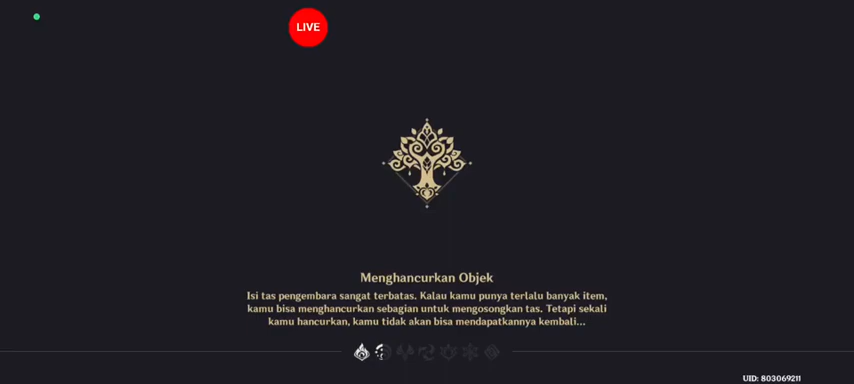 LIVE
Menghancurkan Objek
Isi tas pengembara sangat terbatas. Kalau kamu punya terlalu banyak item,
kamu bisa menghancurkan sebagian untuk mengosongkan tas. Tetapi sekali
kamu hancurkan, kamu tidak akan bisa mendapatkannya kembali...
UID: 803069211